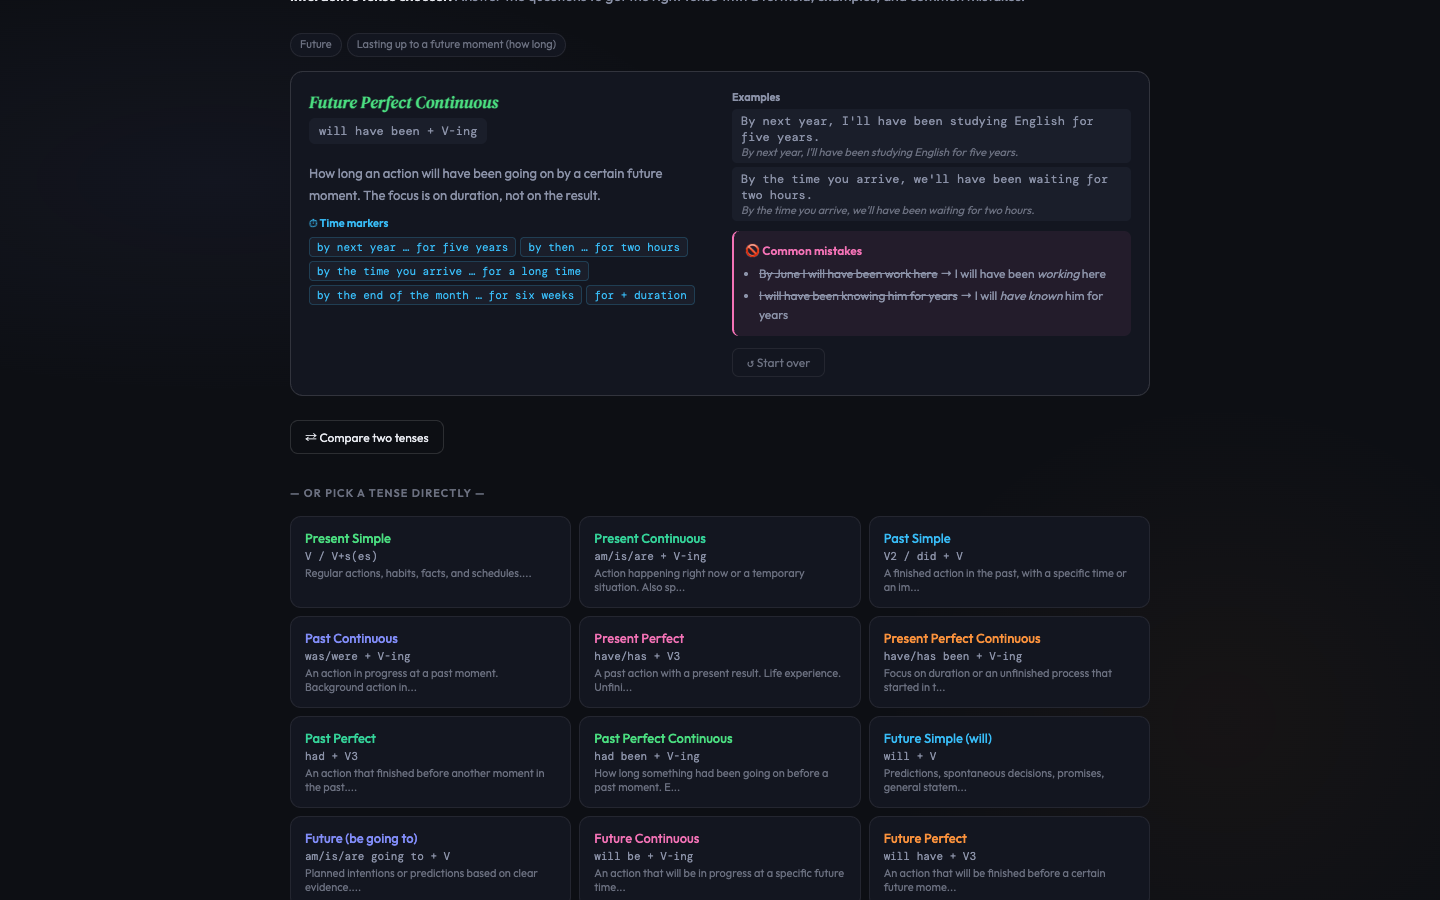 Future
Lasting up to a future moment (how long)
Future Perfect Continuous
will have been + V-ing
How long an action will have been going on by a certain future
moment. The focus is on duration, not on the result.
⏱ Time markers
by next year … for five years
by then … for two hours
by the time you arrive … for a long time
by the end of the month … for six weeks
for + duration
Examples
By next year, I'll have been studying English for
five years.
By next year, I'll have been studying English for five years.
By the time you arrive, we'll have been waiting for
two hours.
By the time you arrive, we'll have been waiting for two hours.
🚫 Common mistakes
By June I will have been work here → I will have been working here
I will have been knowing him for years → I will have known him for
years
↺ Start over
⇄ Compare two tenses
— OR PICK A TENSE DIRECTLY —
Present Simple
V / V+s(es)
Regular actions, habits, facts, and schedules....
Present Continuous
am/is/are + V-ing
Action happening right now or a temporary
situation. Also sp...
Past Simple
V2 / did + V
A finished action in the past, with a specific time or
an im...
Past Continuous
was/were + V-ing
An action in progress at a past moment.
Background action in...
Present Perfect
have/has + V3
A past action with a present result. Life experience.
Unfini...
Present Perfect Continuous
have/has been + V-ing
Focus on duration or an unfinished process that
started in t...
Past Perfect
had + V3
An action that finished before another moment in
the past....
Past Perfect Continuous
had been + V-ing
How long something had been going on before a
past moment. E...
Future Simple (will)
will + V
Predictions, spontaneous decisions, promises,
general statem...
Future (be going to)
am/is/are going to + V
Planned intentions or predictions based on clear
evidence....
Future Continuous
will be + V-ing
An action that will be in progress at a specific future
time...
Future Perfect
will have + V3
An action that will be finished before a certain
future mome...